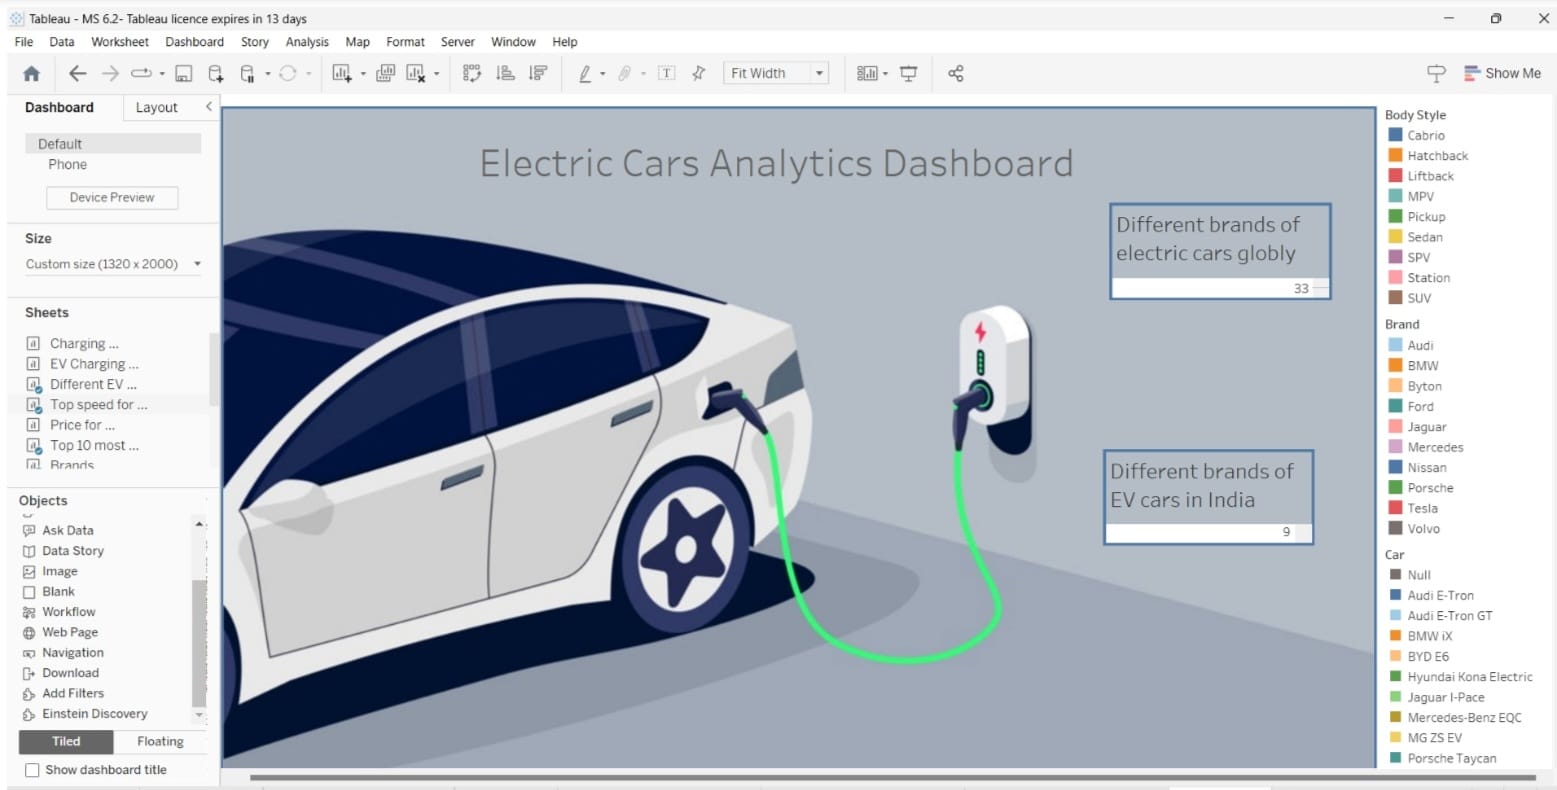 Tableau - MS 6.2- Tableau licence expires in 13 days
File Data Worksheet Dashboard Story Analysis Map Format Server Window Help
Fit Width
Show Me
Dashboard Layout
Default
Phone
Device Preview
Size
Custom size (1320 x 2000)
Sheets
Charging ...
EV Charging ...
Different EV ...
Top speed for ...
Price for ...
Top 10 most ...
Brands
Objects
Ask Data
Data Story
Image
Blank
Workflow
Web Page
Navigation
Download
Add Filters
Einstein Discovery
Tiled Floating
Show dashboard title
Electric Cars Analytics Dashboard
Different brands of
electric cars globly
33
Different brands of
EV cars in India
9
Body Style
Cabrio
Hatchback
Liftback
MPV
Pickup
Sedan
SPV
Station
SUV
Brand
Audi
BMW
Byton
Ford
Jaguar
Mercedes
Nissan
Porsche
Tesla
Volvo
Car
Null
Audi E-Tron
Audi E-Tron GT
BMW iX
BYD E6
Hyundai Kona Electric
Jaguar I-Pace
Mercedes-Benz EQC
MG ZS EV
Porsche Taycan